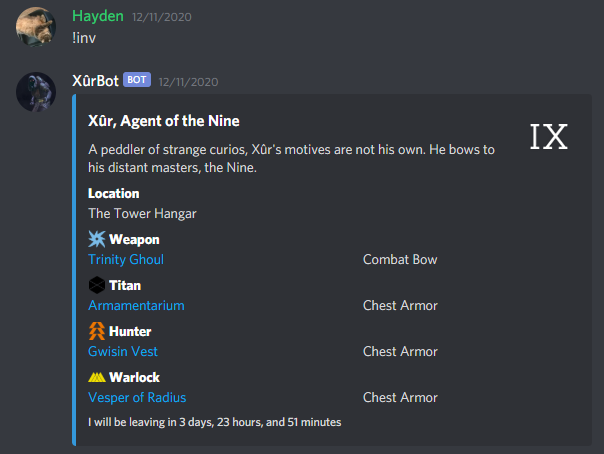 Hayden 12/11/2020
!inv
XûrBot BOT 12/11/2020
Xûr, Agent of the Nine
IX
A peddler of strange curios, Xûr's motives are not his own. He bows to
his distant masters, the Nine.
Location
The Tower Hangar
Weapon
Trinity Ghoul Combat Bow
Titan
Armamentarium Chest Armor
Hunter
Gwisin Vest Chest Armor
Warlock
Vesper of Radius Chest Armor
I will be leaving in 3 days, 23 hours, and 51 minutes